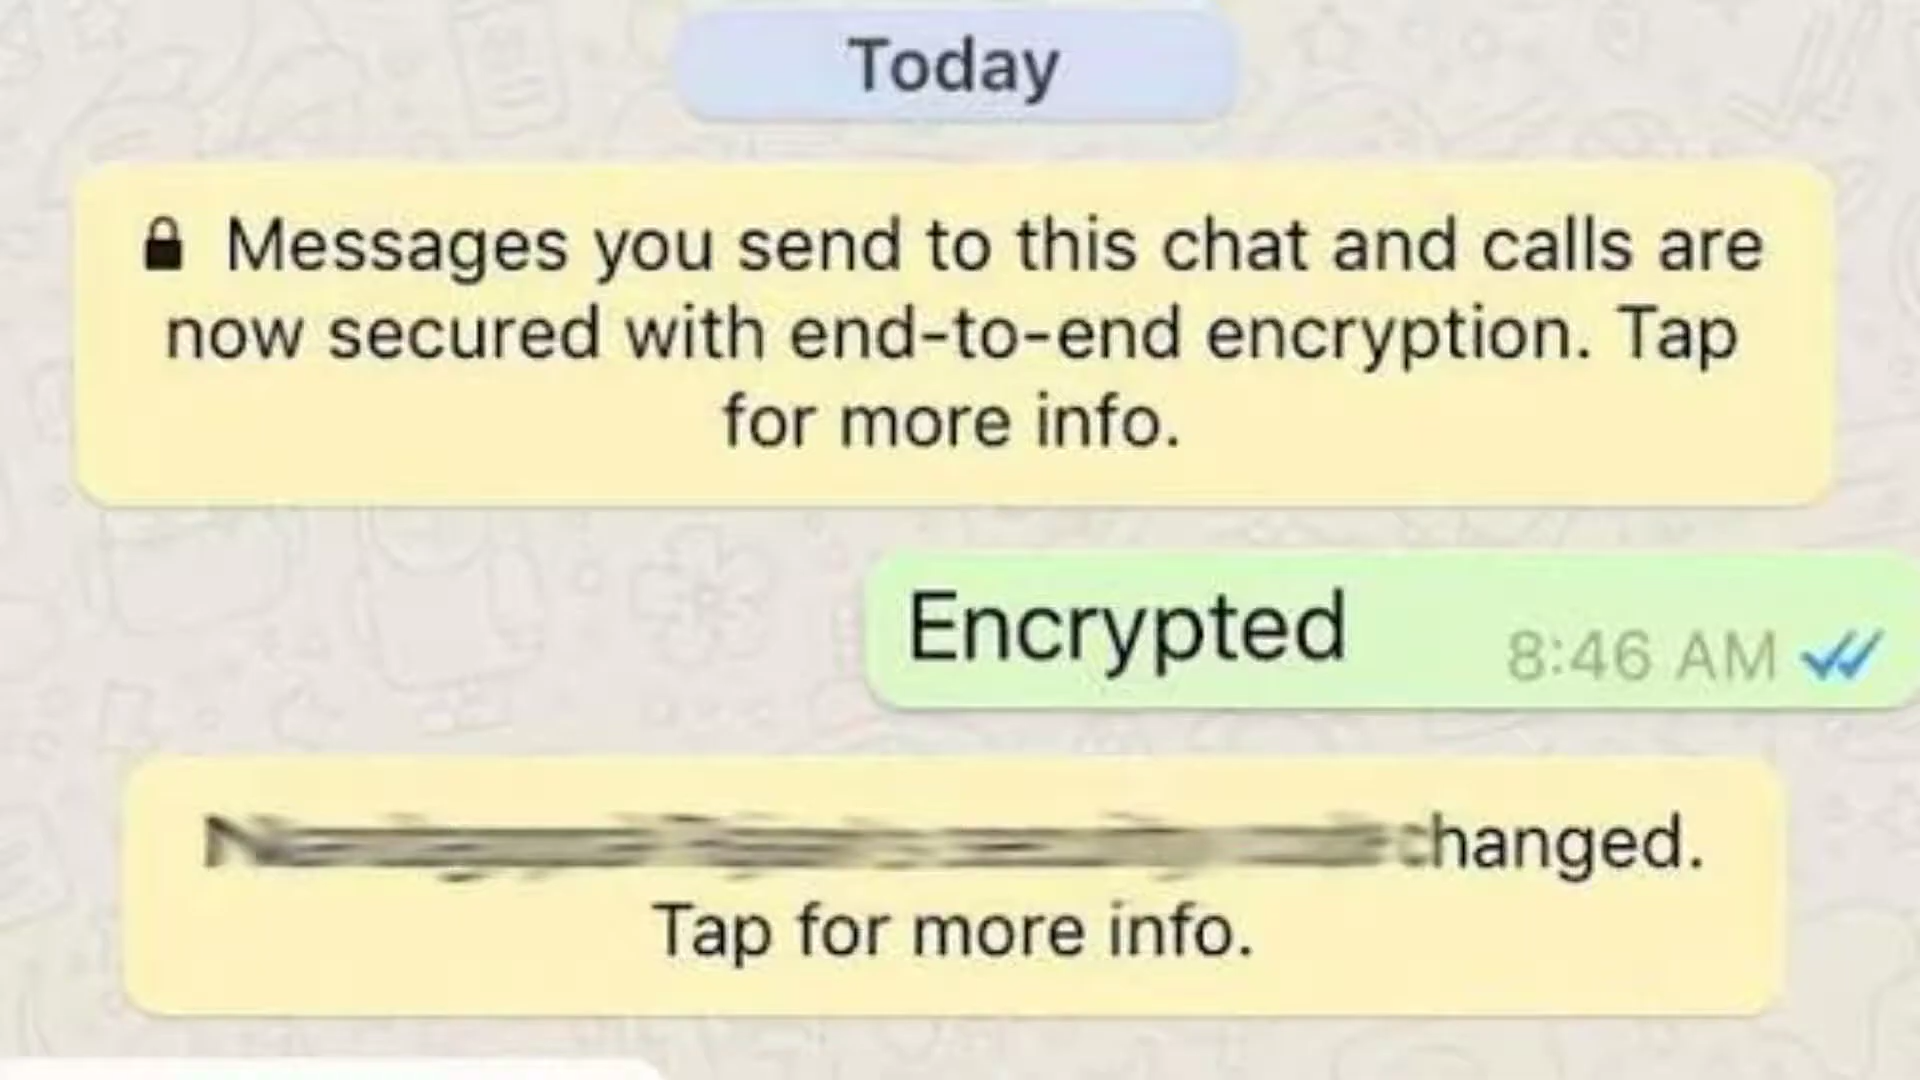 Today
Messages you send to this chat and calls are
now secured with end-to-end encryption. Tap
for more info.
Encrypted
8:46 AM
changed.
Tap for more info.